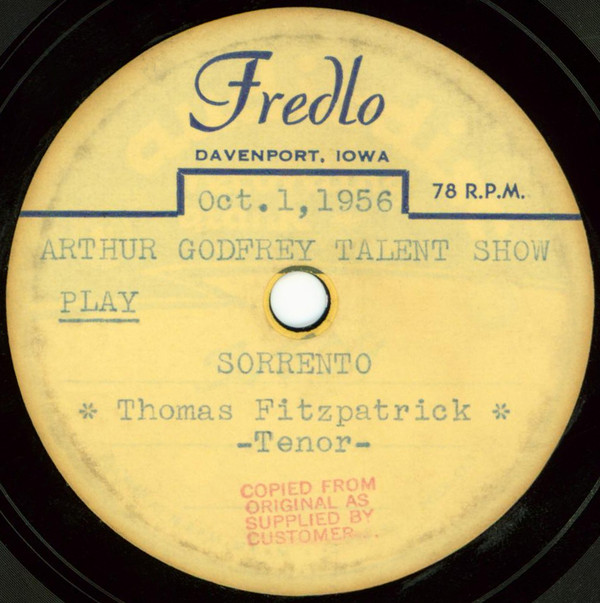 Fredlo
DAVENPORT, IOWA
Oct.1,1956
78 R.P.M.
ARTHUR GODFREY TALENT SHOW
PLAY
SORRENTO
* Thomas Fitzpatrick *
-Tenor-
COPIED FROM
ORIGINAL AS
SUPPLIED BY
CUSTOMER...